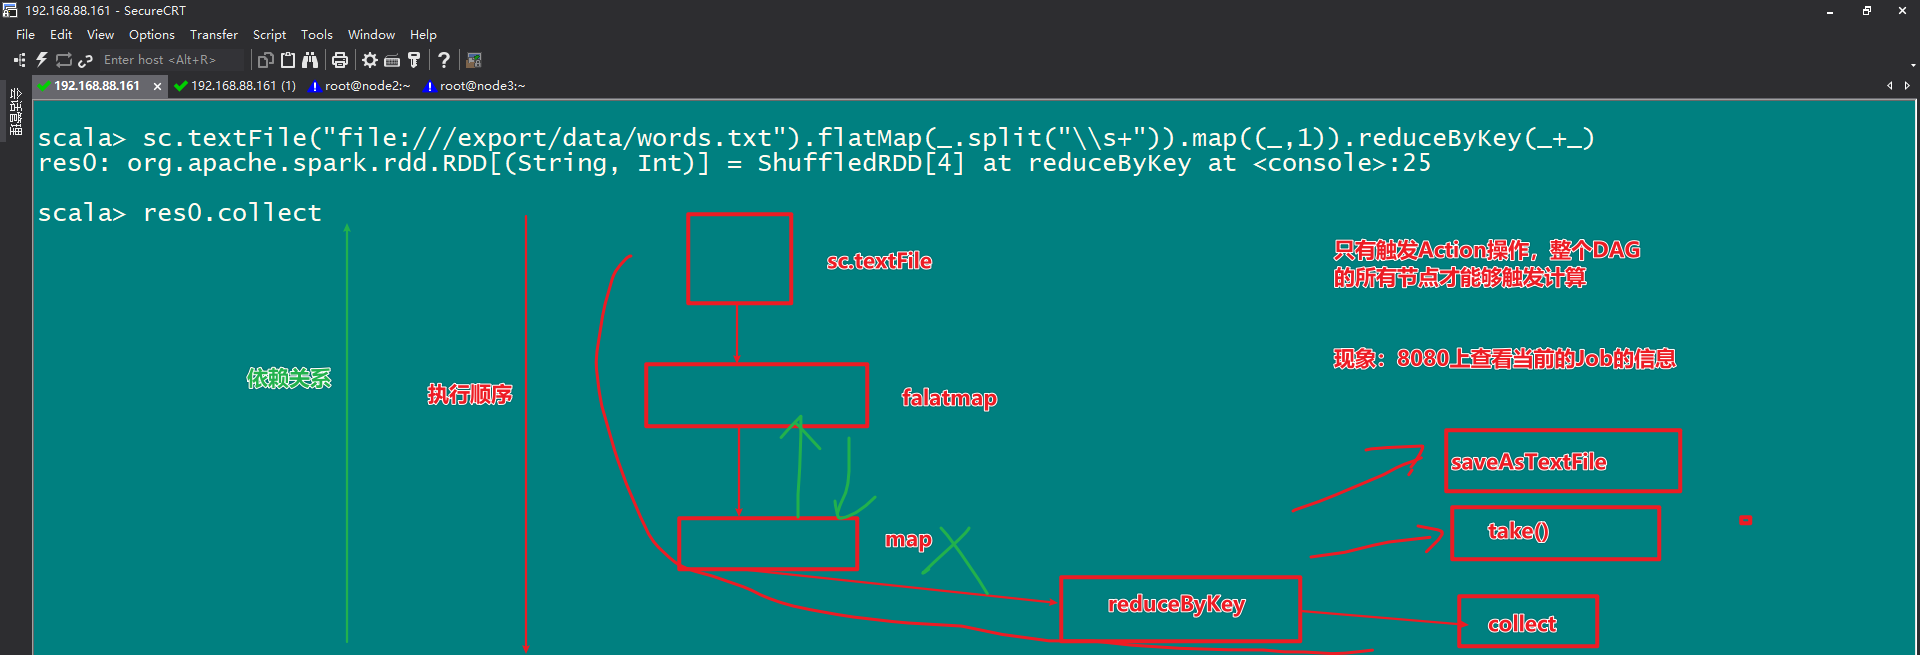 192.168.88.161 - SecureCRT
File Edit View Options Transfer Script Tools Window Help
Enter host <Alt+R>
192.168.88.161 192.168.88.161 (1) root@node2:~ root@node3:~
会话管理
scala> sc.textFile("file:///export/data/words.txt").flatMap(_.split("\\s+")).map((_,1)).reduceByKey(_+_)
res0: org.apache.spark.rdd.RDD[(String, Int)] = ShuffledRDD[4] at reduceByKey at <console>:25
scala> res0.collect
只有触发Action操作，整个DAG
的所有节点才能够触发计算
sc.textFile
现象：8080上查看当前的Job的信息
依赖关系
执行顺序
falatmap
saveAsTextFile
take()
map
reduceByKey
collect